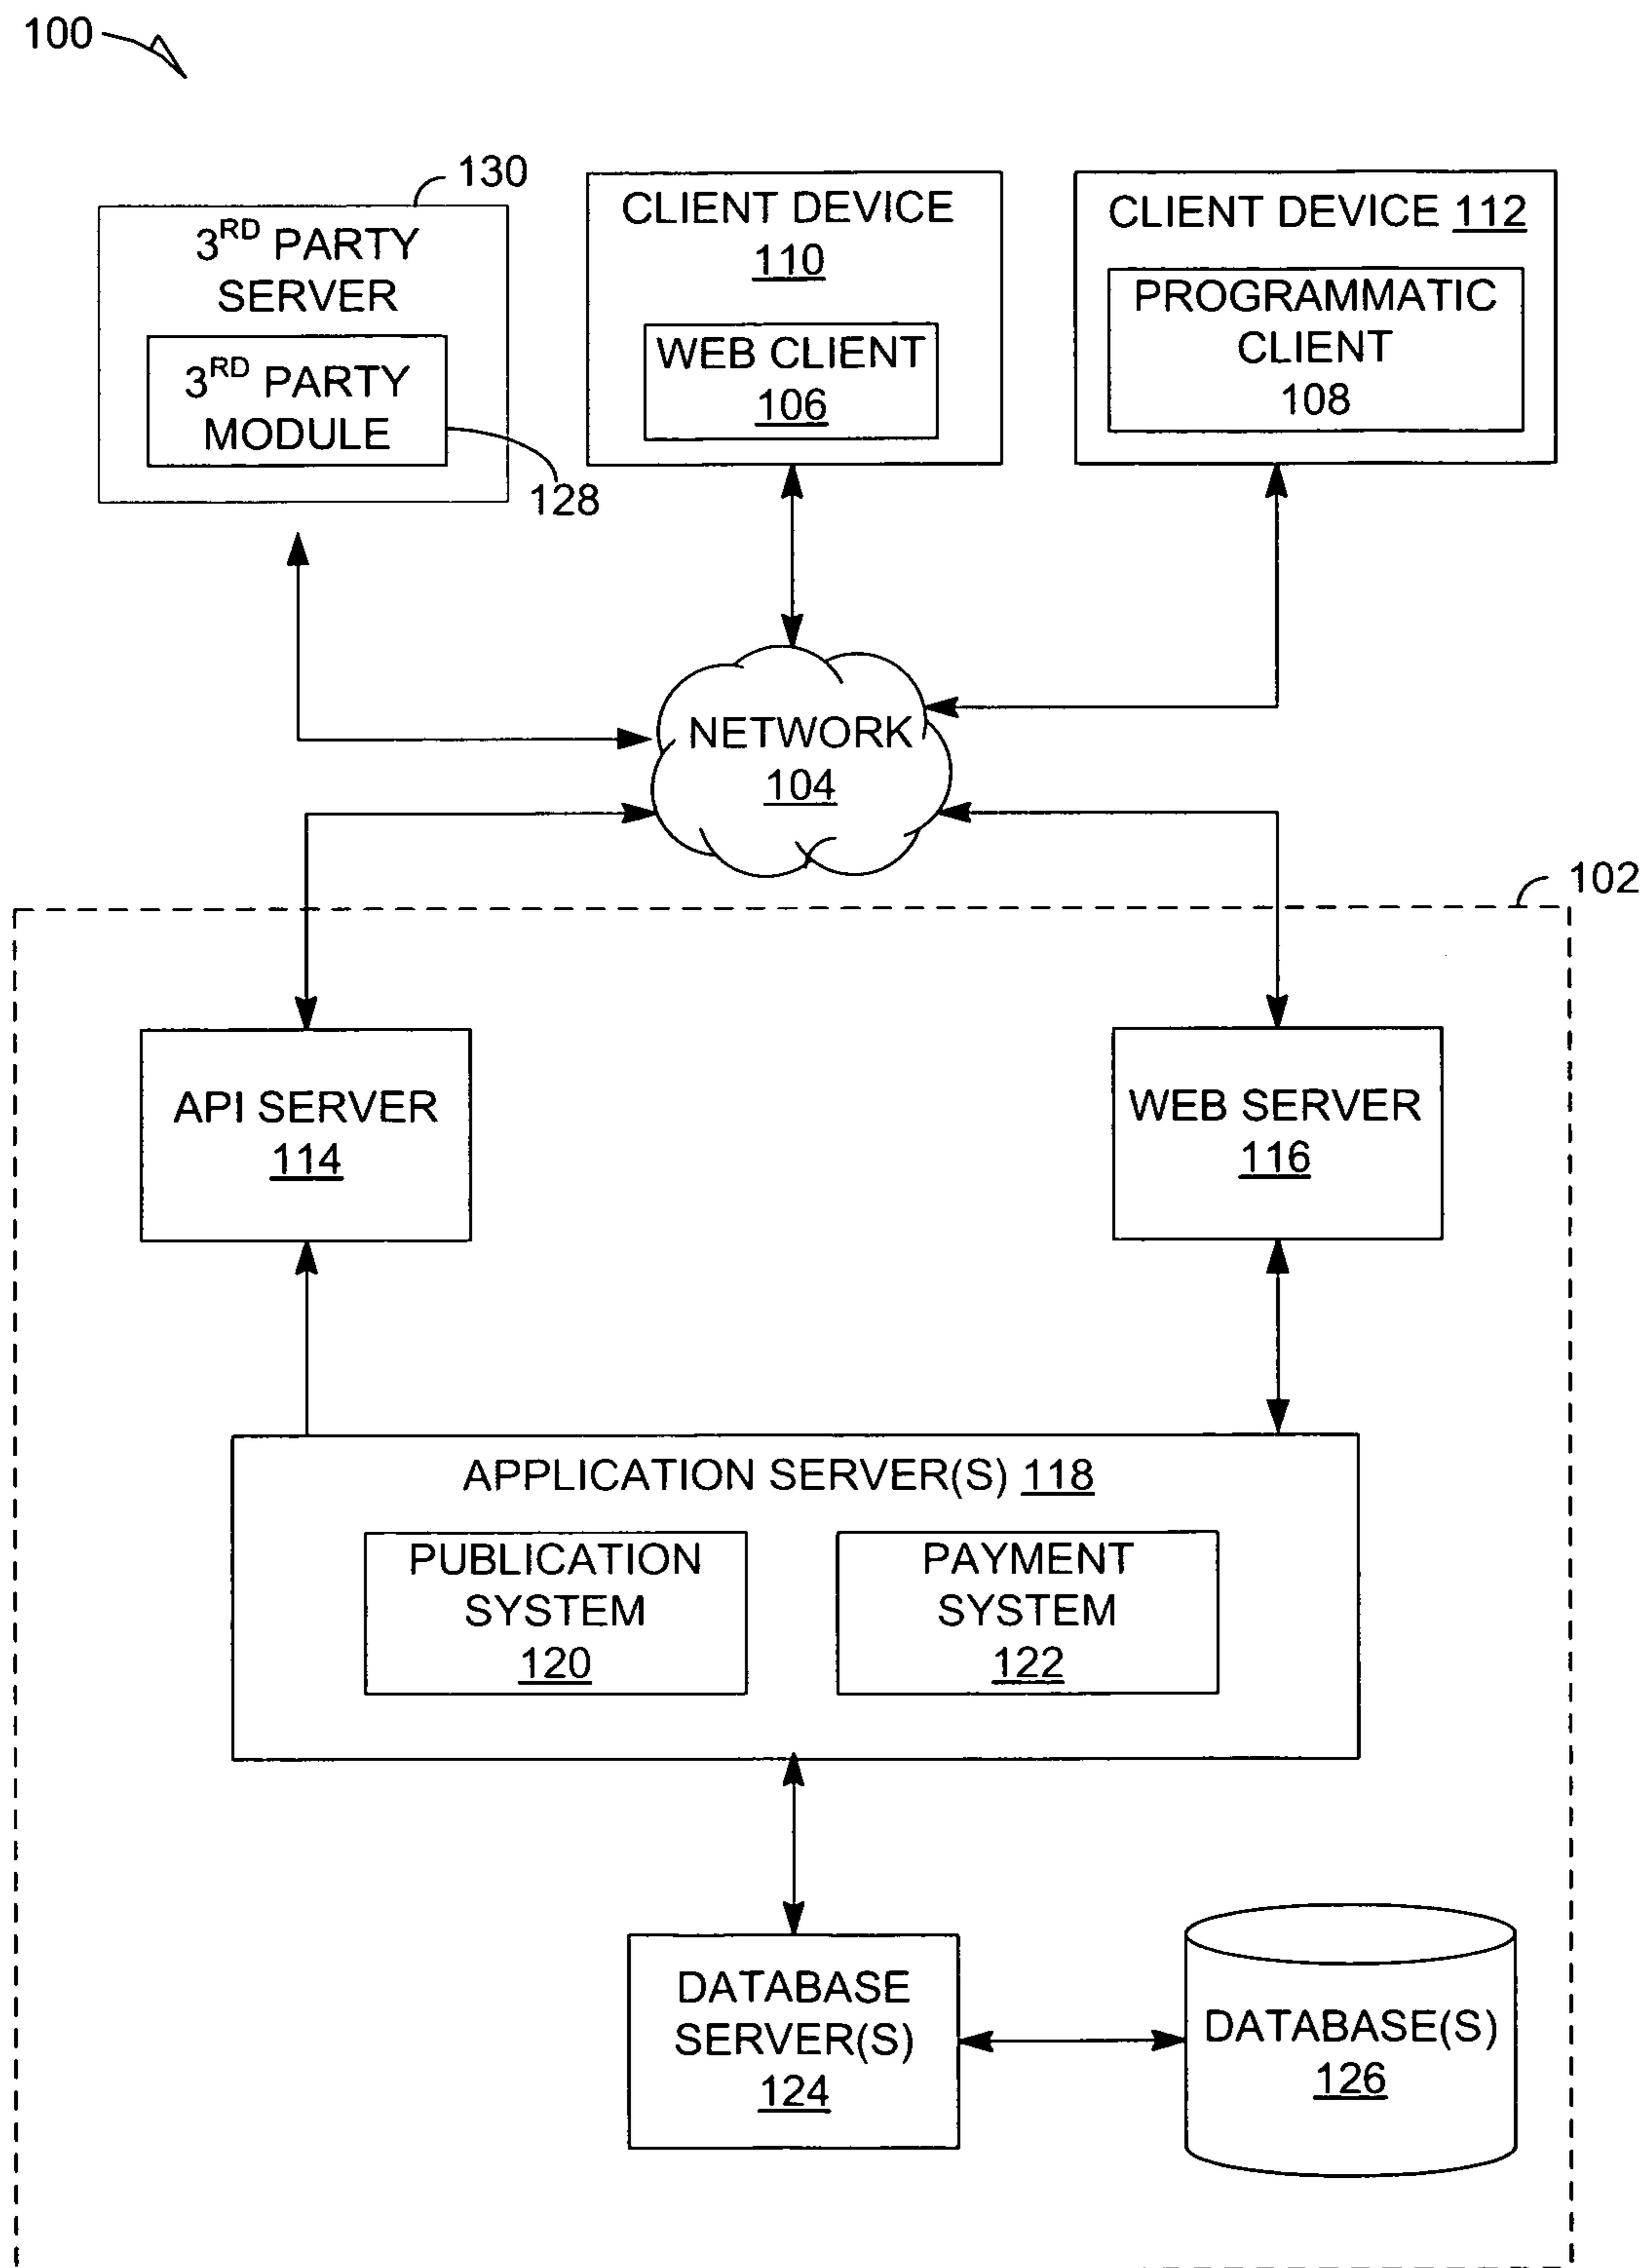 100
130
3RD PARTY
SERVER
3RD PARTY
MODULE
128
CLIENT DEVICE
110
WEB CLIENT
106
CLIENT DEVICE 112
PROGRAMMATIC
CLIENT
108
NETWORK
104
102
API SERVER
114
WEB SERVER
116
APPLICATION SERVER(S) 118
PUBLICATION
SYSTEM
120
PAYMENT
SYSTEM
122
DATABASE
SERVER(S)
124
DATABASE(S)
126